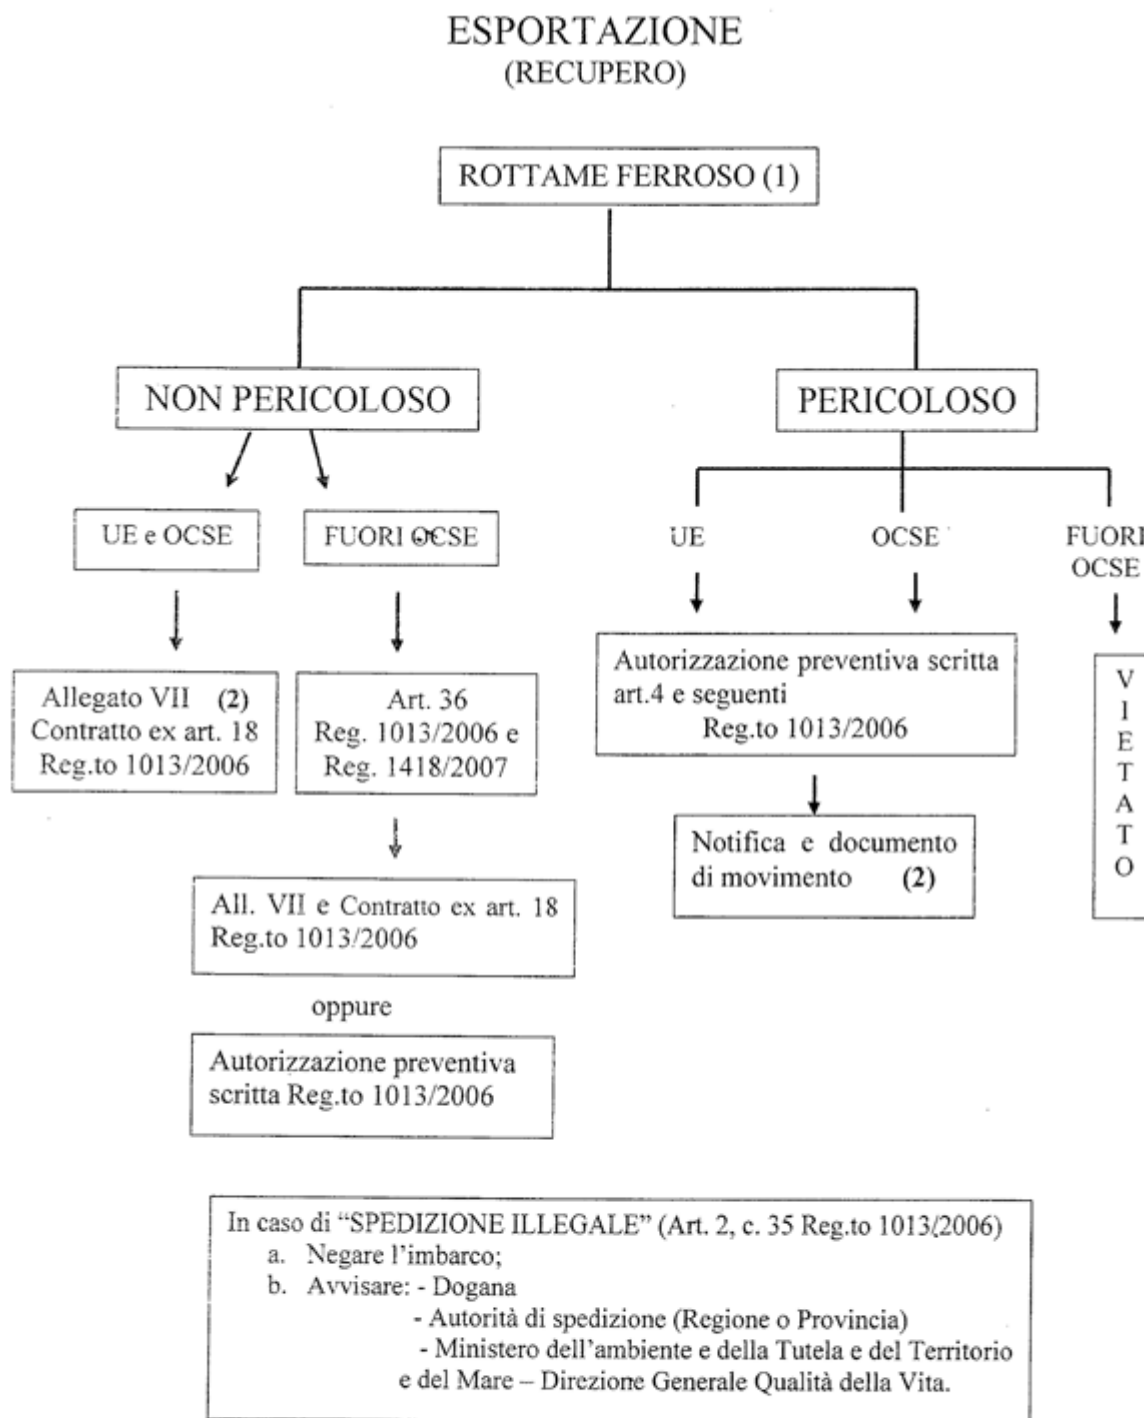 ESPORTAZIONE
(RECUPERO)
ROTTAME FERROSO (1)
NON PERICOLOSO
PERICOLOSO
UE e OCSE
FUORI OCSE
UE
OCSE
FUORI
OCSE
Allegato VII (2)
Contratto ex art. 18
Reg.to 1013/2006
Art. 36
Reg. 1013/2006 e
Reg. 1418/2007
Autorizzazione preventiva scritta
art.4 e seguenti
Reg.to 1013/2006
V
I
E
T
A
T
O
Notifica e documento
di movimento (2)
All. VII e Contratto ex art. 18
Reg.to 1013/2006
oppure
Autorizzazione preventiva
scritta Reg.to 1013/2006
In caso di “SPEDIZIONE ILLEGALE” (Art. 2, c. 35 Reg.to 1013/2006)
a. Negare l’imbarco;
b. Avvisare: - Dogana
- Autorità di spedizione (Regione o Provincia)
- Ministero dell’ambiente e della Tutela e del Territorio
e del Mare – Direzione Generale Qualità della Vita.